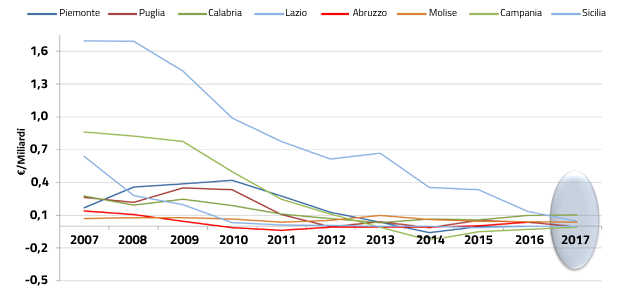 Piemonte Puglia Calabria Lazio Abruzzo Molise Campania Sicilia
€/Miliardi
1,6
1,3
1,0
0,7
0,4
0,1
-0,2
-0,5
2007 2008 2009 2010 2011 2012 2013 2014 2015 2016 2017